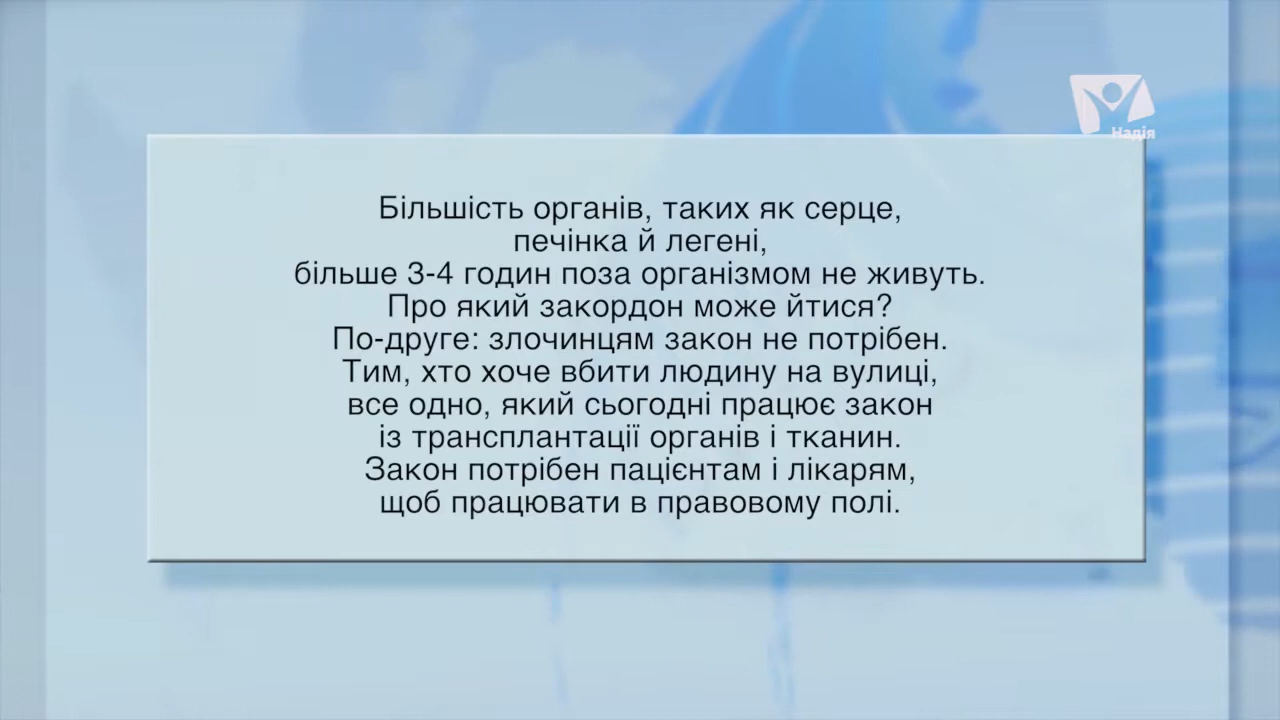 Надія
Більшість органів, таких як серце,
печінка й легені,
більше 3-4 годин поза організмом не живуть.
Про який закордон може йтися?
По-друге: злочинцям закон не потрібен.
Тим, хто хоче вбити людину на вулиці,
все одно, який сьогодні працює закон
із трансплантації органів і тканин.
Закон потрібен пацієнтам і лікарям,
щоб працювати в правовому полі.